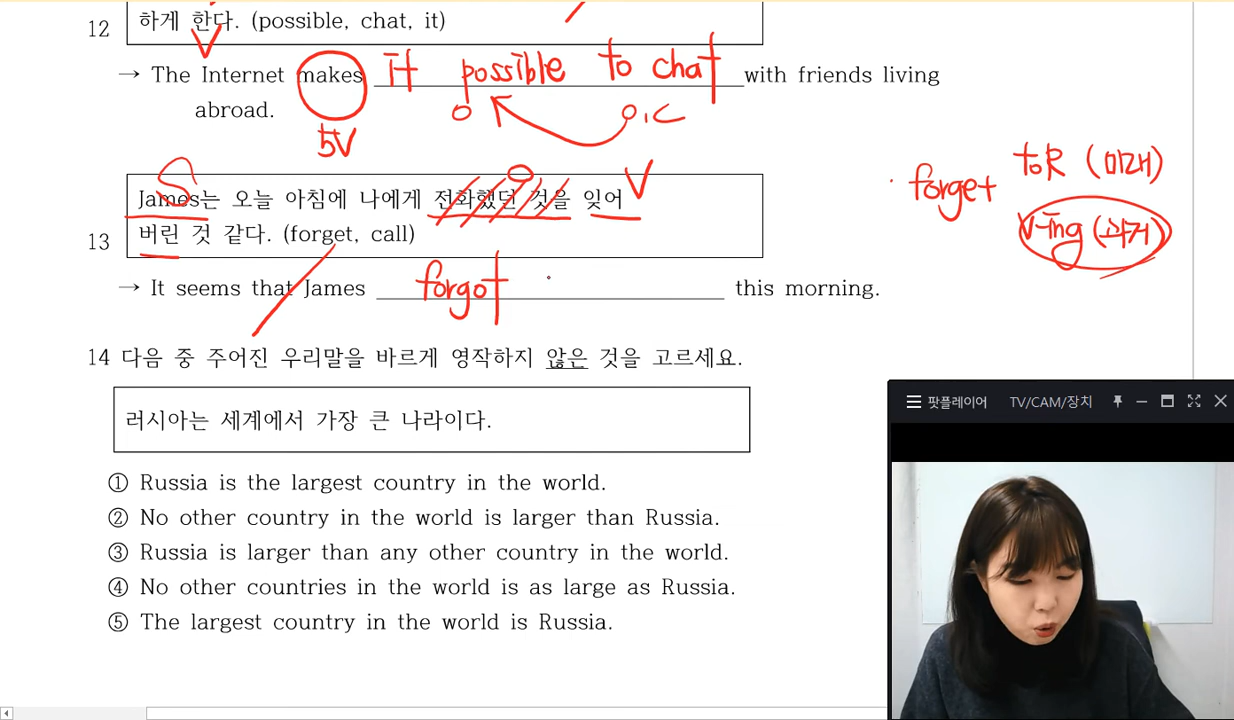 하게 한다. (possible, chat, it)
12
→ The Internet makes it possible to chat with friends living
abroad.
O
O.C
5V
V
S
O
V
James는 오늘 아침에 나에게 전화했던 것을 잊어
13 버린 것 같다. (forget, call)
→ It seems that James forgot this morning.
forget
to R (미래)
V-ing (과거)
14 다음 중 주어진 우리말을 바르게 영작하지 않은 것을 고르세요.
러시아는 세계에서 가장 큰 나라이다.
① Russia is the largest country in the world.
② No other country in the world is larger than Russia.
③ Russia is larger than any other country in the world.
④ No other countries in the world is as large as Russia.
⑤ The largest country in the world is Russia.
팟플레이어 TV/CAM/장치